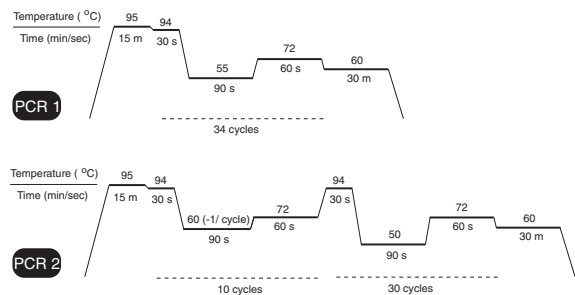 Temperature ( °C) 95 94 55 72 60
Time (min/sec) 15 m 30 s 90 s 60 s 30 m
PCR 1
34 cycles
Temperature ( °C) 95 94 60 (-1/ cycle) 72 94 50 72 60
Time (min/sec) 15 m 30 s 90 s 60 s 30 s 90 s 60 s 30 m
PCR 2
10 cycles 30 cycles